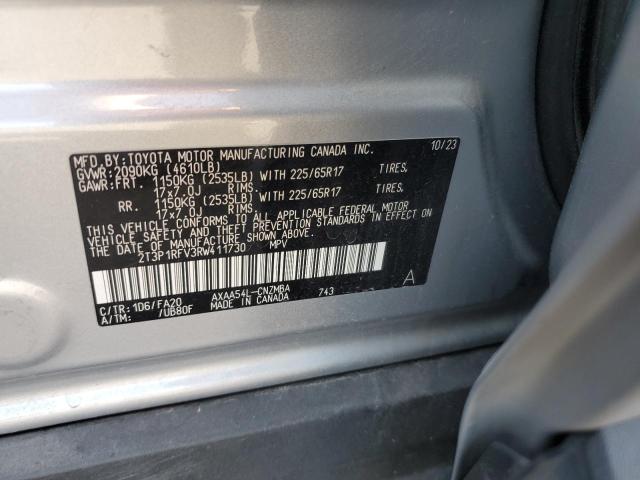 MFD.BY:TOYOTA MOTOR MANUFACTURING CANADA INC. 10/23
GVWR:2090KG (4610LB)
GAWR:FRT. 1150KG (2535LB) WITH 225/65R17 TIRES,
17x7.0J RIMS
RR. 1150KG (2535LB) WITH 225/65R17 TIRES,
17x7.0J RIMS
THIS VEHICLE CONFORMS TO ALL APPLICABLE FEDERAL MOTOR
VEHICLE SAFETY AND THEFT PREVENTION STANDARDS IN EFFECT
ON THE DATE OF MANUFACTURE SHOWN ABOVE.
2T3P1RFV3RW411730 MPV
A
C/TR:1D6/FA20 AXAA54L-CNZMBA 743
A/TM: /UB80F MADE IN CANADA